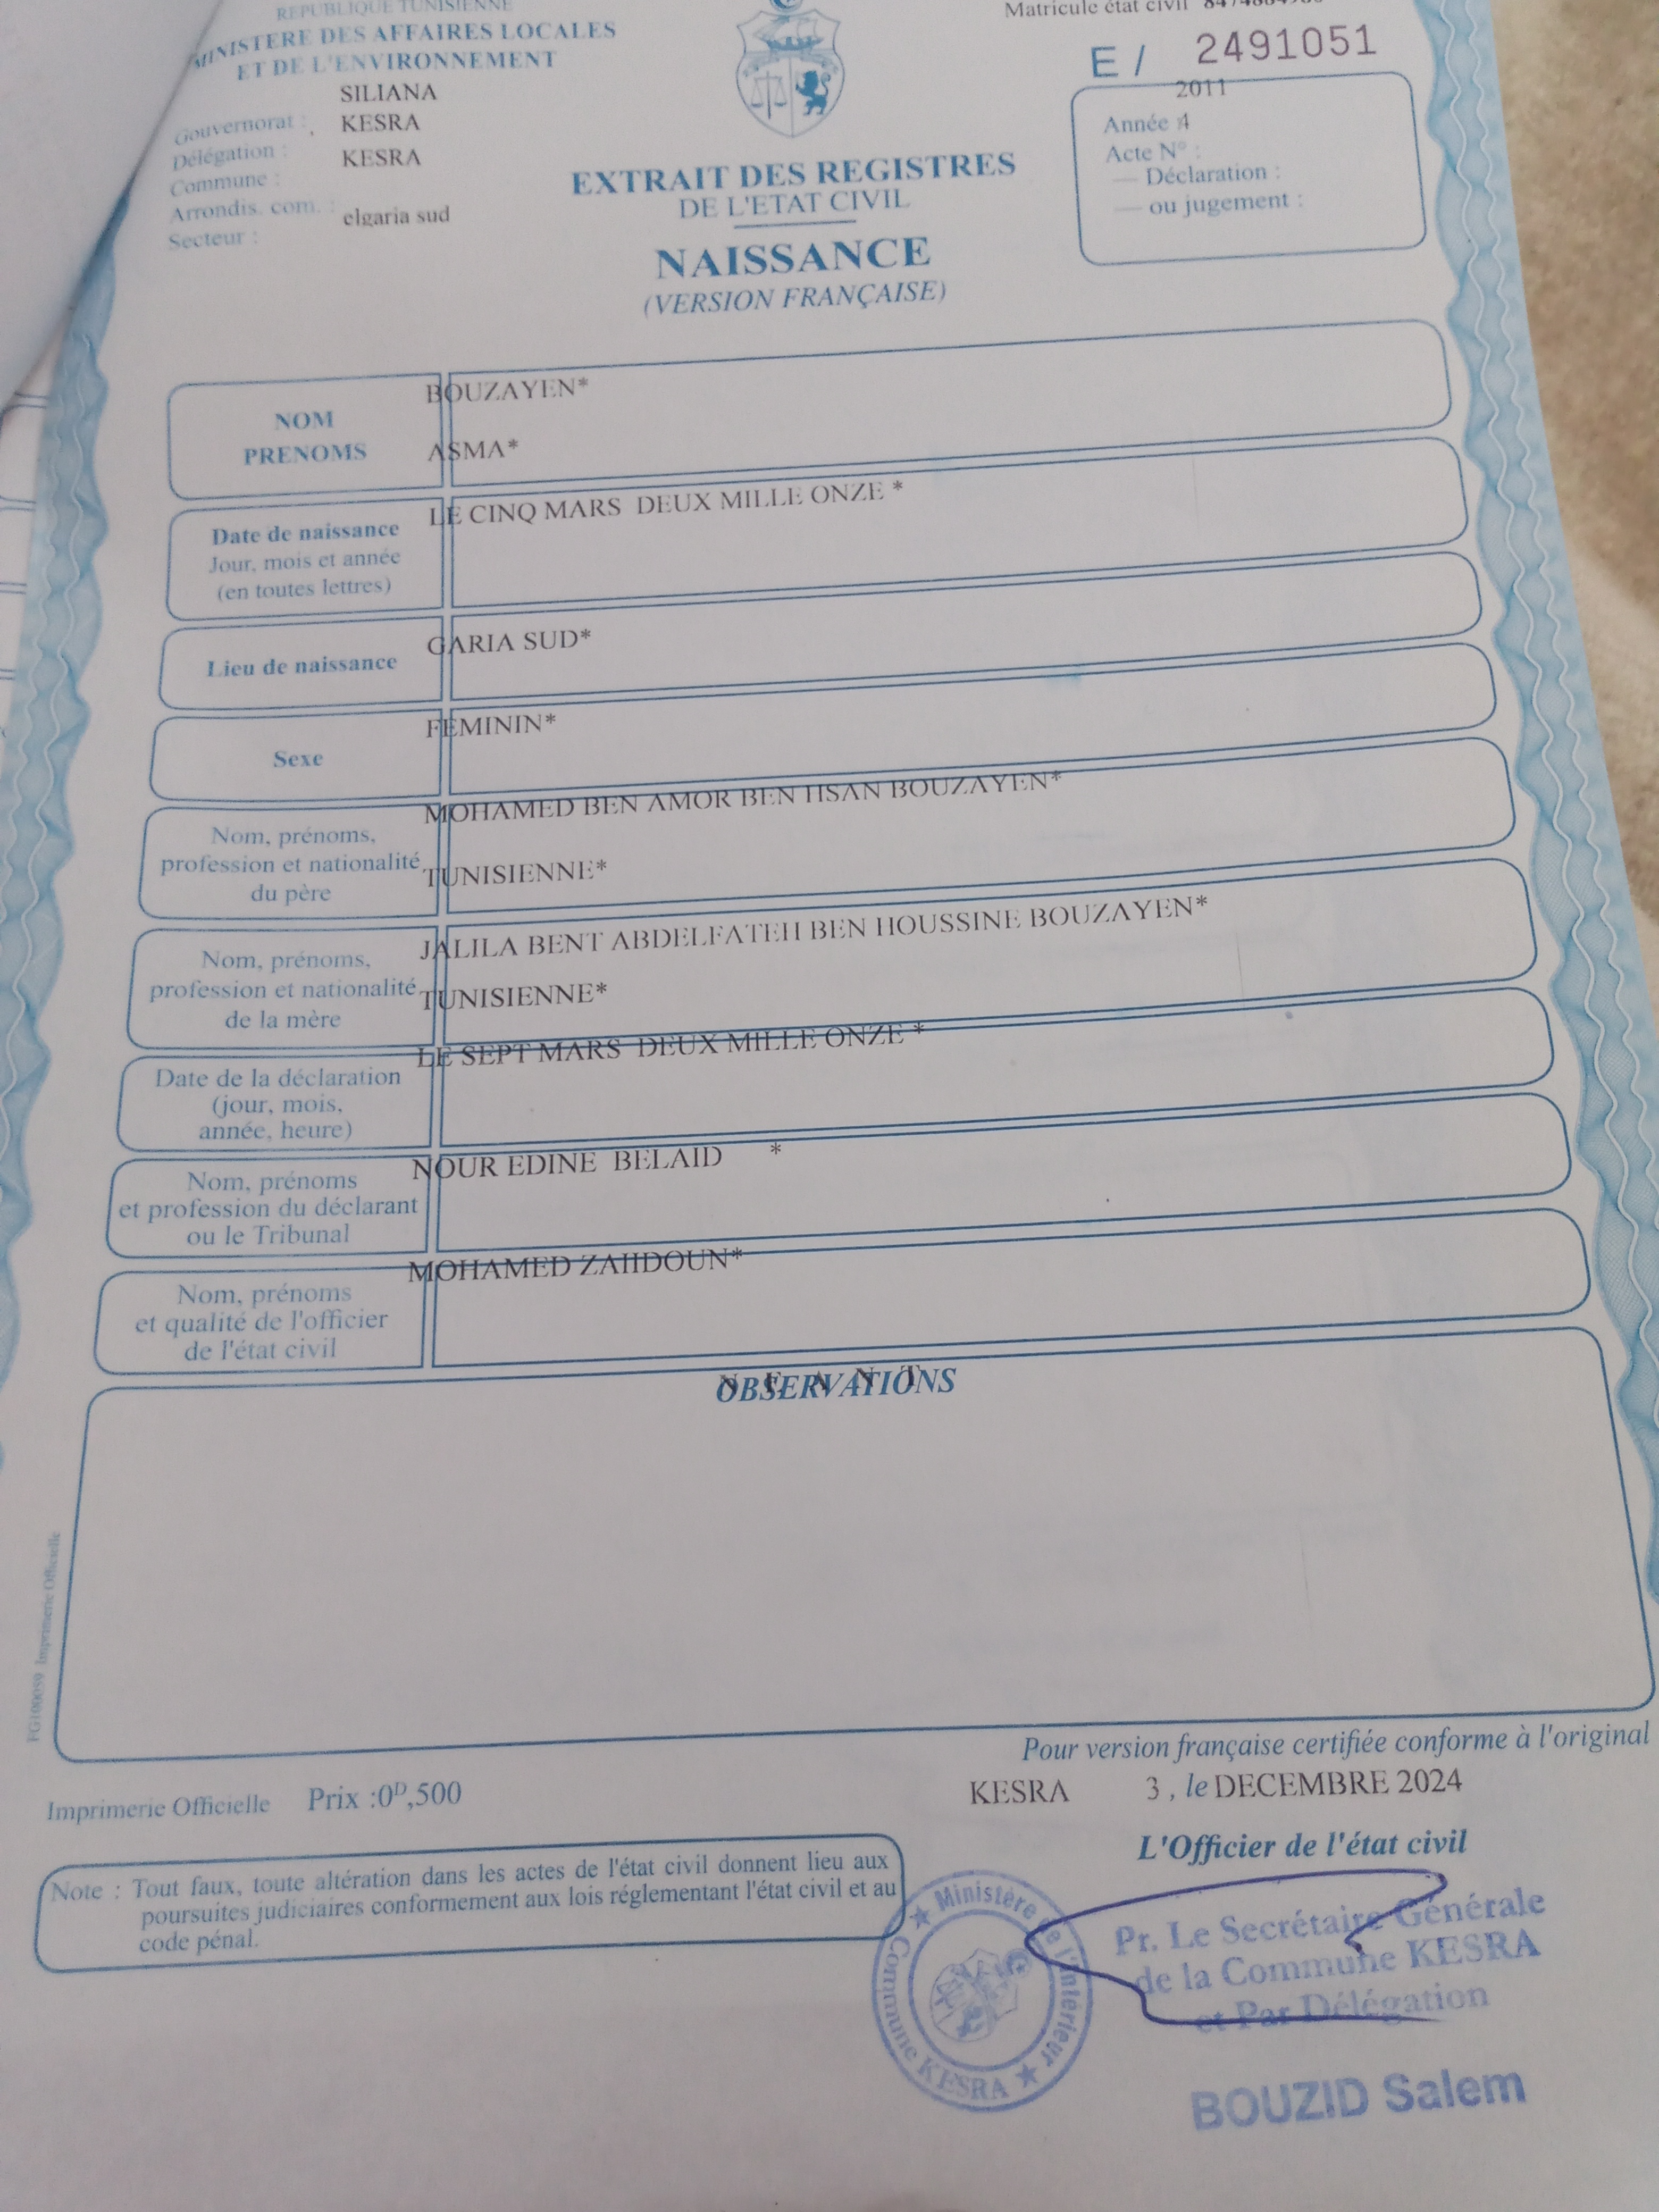 REPUBLIQUE TUNISIENNE
MINISTERE DES AFFAIRES LOCALES
ET DE L'ENVIRONNEMENT
SILIANA
Gouvernorat : KESRA
Délégation : KESRA
Commune :
Arrondis. com. : elgaria sud
Secteur :
EXTRAIT DES REGISTRES
DE L'ETAT CIVIL
NAISSANCE
(VERSION FRANÇAISE)
Matricule état civil
E / 2491051
2011
Année : 4
Acte N° :
— Déclaration :
— ou jugement :
NOM
PRENOMS
BOUZAYEN*
ASMA*
Date de naissance
Jour, mois et année
(en toutes lettres)
LE CINQ MARS DEUX MILLE ONZE *
Lieu de naissance
GARIA SUD*
Sexe
FEMININ*
Nom, prénoms,
profession et nationalité
du père
MOHAMED BEN AMOR BEN HSAN BOUZAYEN*
TUNISIENNE*
Nom, prénoms,
profession et nationalité
de la mère
JALILA BENT ABDELFATEH BEN HOUSSINE BOUZAYEN*
TUNISIENNE*
Date de la déclaration
(jour, mois,
année, heure)
LE SEPT MARS DEUX MILLE ONZE *
Nom, prénoms
et profession du déclarant
ou le Tribunal
NOUR EDINE BELAID *
Nom, prénoms
et qualité de l'officier
de l'état civil
MOHAMED ZAHDOUN*
OBSERVATIONS
N E A N T
FG100059 Imprimerie Officielle
Pour version française certifiée conforme à l'original
Imprimerie Officielle Prix :0D,500
KESRA 3 , le DECEMBRE 2024
L'Officier de l'état civil
Note : Tout faux, toute altération dans les actes de l'état civil donnent lieu aux
poursuites judiciaires conformement aux lois réglementant l'état civil et au
code pénal.
★ Ministère de l'Intérieur ★ Commune KESRA
Pr. Le Secrétaire Générale
de la Commune KESRA
et Par Délégation
BOUZID Salem